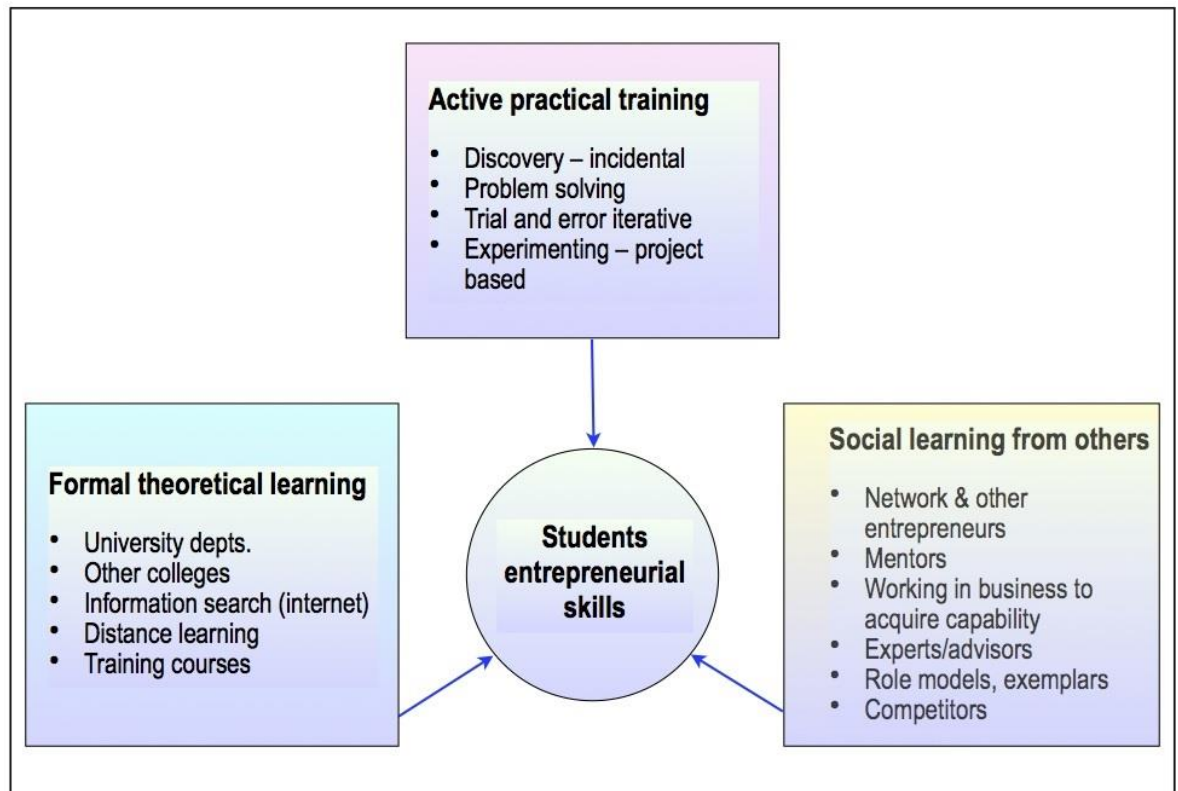 Active practical training
• Discovery – incidental
• Problem solving
• Trial and error iterative
• Experimenting – project
based
Formal theoretical learning
• University depts.
• Other colleges
• Information search (internet)
• Distance learning
• Training courses
Students
entrepreneurial
skills
Social learning from others
• Network & other
entrepreneurs
• Mentors
• Working in business to
acquire capability
• Experts/advisors
• Role models, exemplars
• Competitors